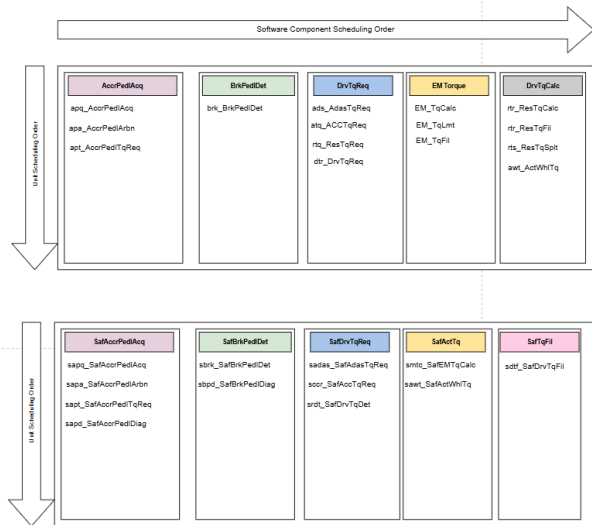 Software Component Scheduling Order
Unit Scheduling Order
AccrPedlAcq
apq_AccrPedlAcq
apa_AccrPedlArbn
apt_AccrPedlTqReq
BrkPedlDet
brk_BrkPedlDet
DrvTqReq
ads_AdasTqReq
atq_ACCTqReq
rtq_ResTqReq
dtr_DrvTqReq
EM Torque
EM_TqCalc
EM_TqLmt
EM_TqFil
DrvTqCalc
rtr_ResTqCalc
rtr_ResTqFil
rts_ResTqSplt
awt_ActWhlTq
Unit Scheduling Order
SafAccrPedlAcq
sapq_SafAccrPedlAcq
sapa_SafAccrPedlArbn
sapt_SafAccrPedlTqReq
sapd_SafAccrPedlDiag
SafBrkPedlDet
sbrk_SafBrkPedlDet
sbpd_SafBrkPedlDiag
SafDrvTqReq
sadas_SafAdasTqReq
sccr_SafAccTqReq
srdt_SafDrvTqDet
SafActTq
smtc_SafEMTqCalc
sawt_SafActWhlTq
SafTqFil
sdtf_SafDrvTqFil